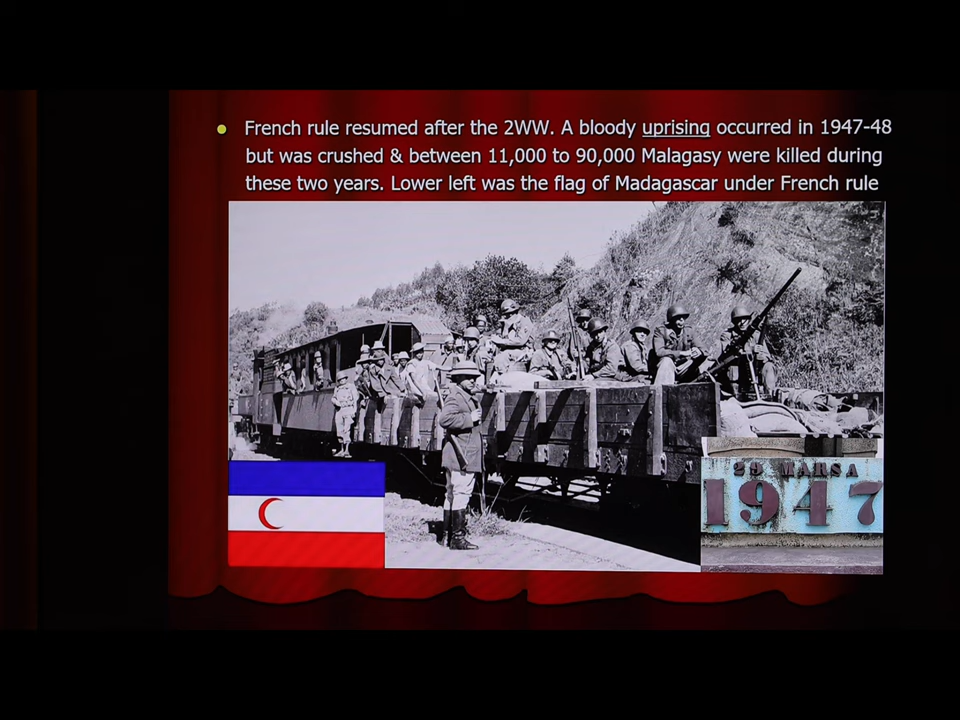 French rule resumed after the 2WW. A bloody uprising occurred in 1947-48
but was crushed & between 11,000 to 90,000 Malagasy were killed during
these two years. Lower left was the flag of Madagascar under French rule
29 MARSA
1947